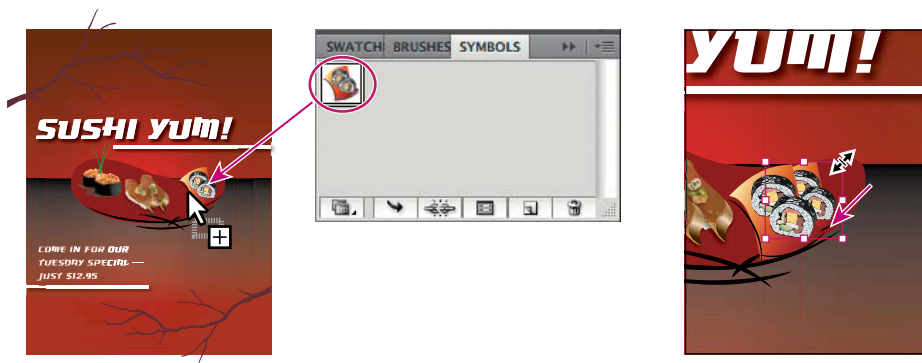 SUSHI YUM!
COME IN FOR OUR
TUESDAY SPECIAL —
JUST $12.95
SWATCH BRUSHES SYMBOLS
YUM!